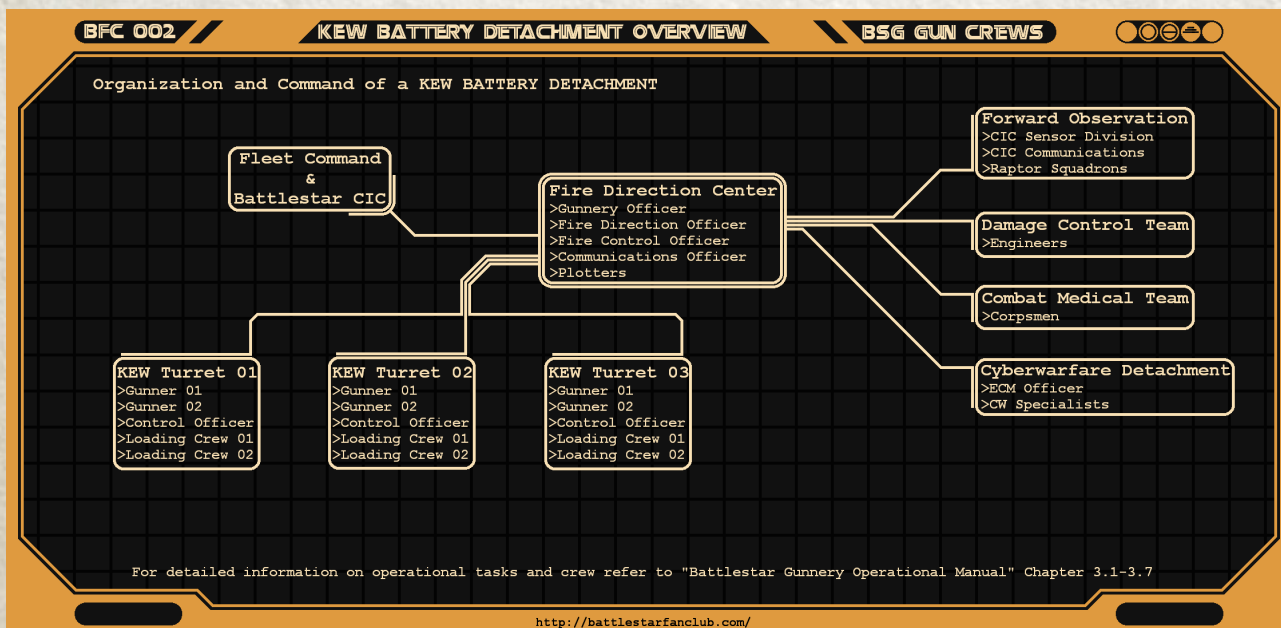 BFC 002
KEW BATTERY DETACHMENT OVERVIEW
BSG GUN CREWS
Organization and Command of a KEW BATTERY DETACHMENT
Fleet Command
&
Battlestar CIC
Fire Direction Center
>Gunnery Officer
>Fire Direction Officer
>Fire Control Officer
>Communications Officer
>Plotters
Forward Observation
>CIC Sensor Division
>CIC Communications
>Raptor Squadrons
Damage Control Team
>Engineers
Combat Medical Team
>Corpsmen
Cyberwarfare Detachment
>ECM Officer
>CW Specialists
KEW Turret 01
>Gunner 01
>Gunner 02
>Control Officer
>Loading Crew 01
>Loading Crew 02
KEW Turret 02
>Gunner 01
>Gunner 02
>Control Officer
>Loading Crew 01
>Loading Crew 02
KEW Turret 03
>Gunner 01
>Gunner 02
>Control Officer
>Loading Crew 01
>Loading Crew 02
For detailed information on operational tasks and crew refer to "Battlestar Gunnery Operational Manual" Chapter 3.1-3.7
http://battlestarfanclub.com/